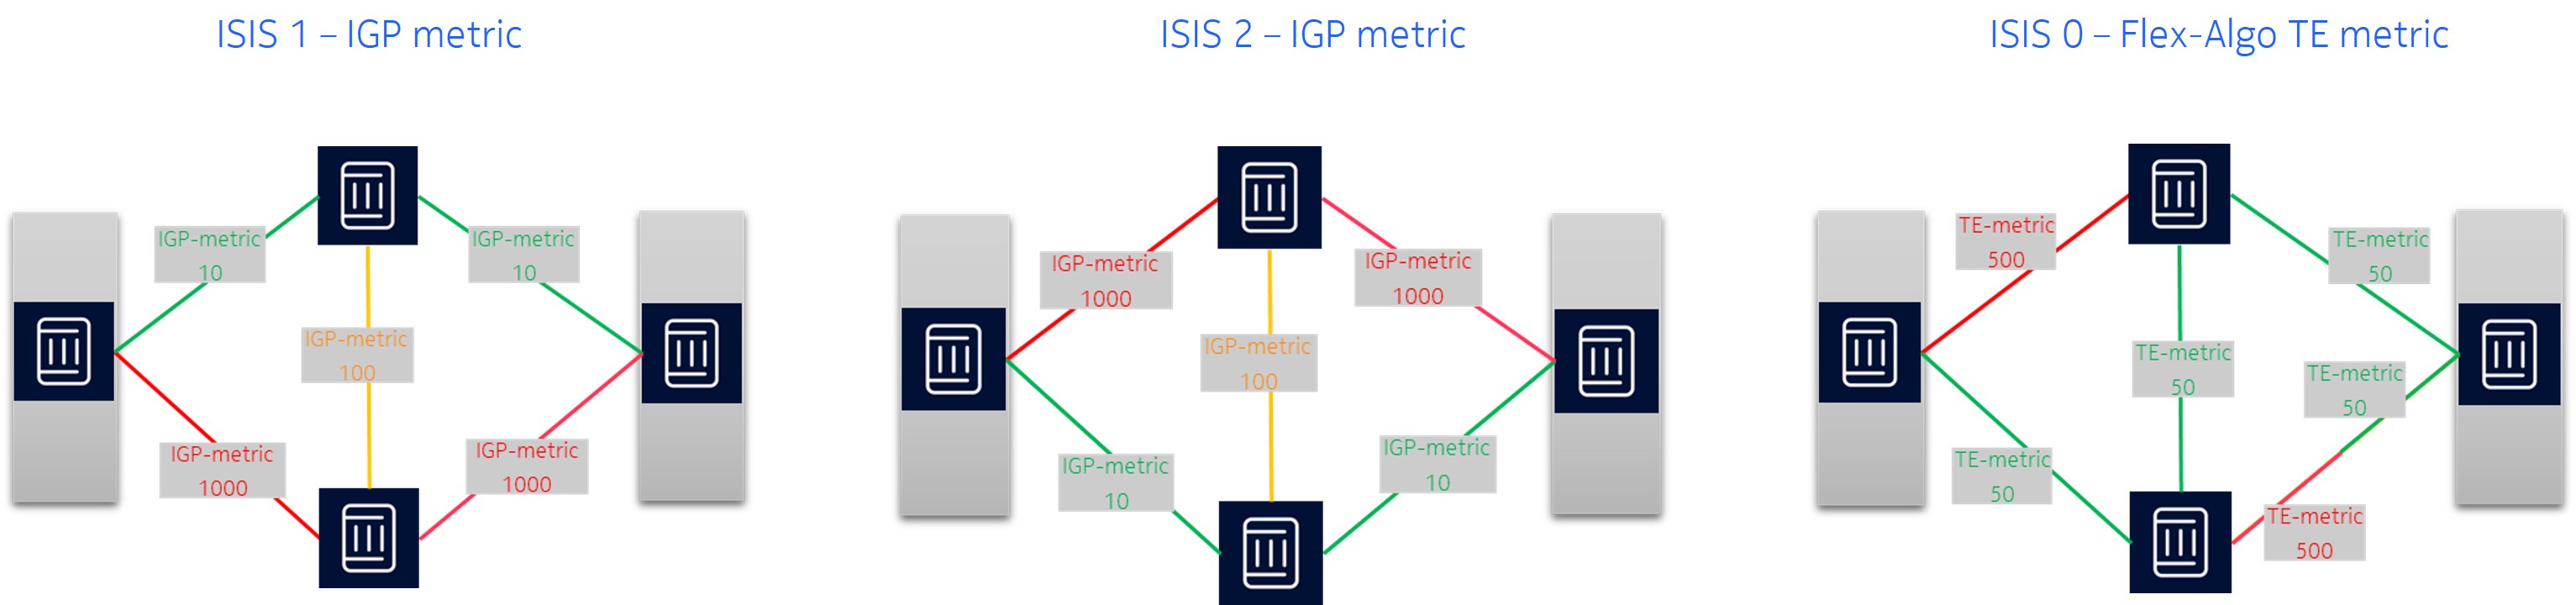 ISIS 1 – IGP metric
IGP-metric
10
IGP-metric
10
IGP-metric
100
IGP-metric
1000
IGP-metric
1000
ISIS 2 – IGP metric
IGP-metric
1000
IGP-metric
1000
IGP-metric
100
IGP-metric
10
IGP-metric
10
ISIS 0 – Flex-Algo TE metric
TE-metric
500
TE-metric
50
TE-metric
50
TE-metric
50
TE-metric
50
TE-metric
500